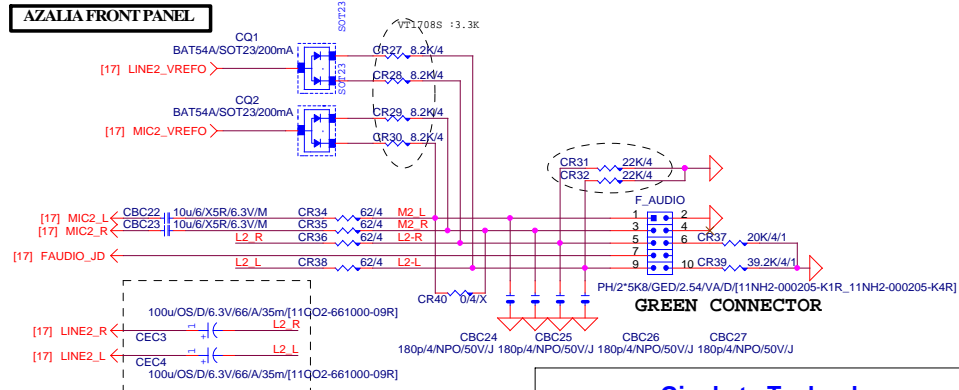 AZALIA FRONT PANEL
SOT23
VT1708S :3.3K
CQ1
BAT54A/SOT23/200mA
CR27 8.2K/4
[17] LINE2_VREFO
CR28 8.2K/4
SOT23
CQ2
BAT54A/SOT23/200mA
CR29 8.2K/4
[17] MIC2_VREFO
CR30 8.2K/4
CR31 22K/4
CR32 22K/4
F_AUDIO
[17] MIC2_L CBC22 10u/6/X5R/6.3V/M CR34 62/4 M2_L 1 2
[17] MIC2_R CBC23 10u/6/X5R/6.3V/M CR35 62/4 M2_R 3 4
L2_R CR36 62/4 L2-R 5 6 CR37 20K/4/1
[17] FAUDIO_JD 7
L2_L CR38 62/4 L2-L 9 10 CR39 39.2K/4/1
PH/2*5K8/GED/2.54/VA/D/[11NH2-000205-K1R_11NH2-000205-K4R]
CR40 0/4/X
GREEN CONNECTOR
100u/OS/D/6.3V/66/A/35m/[11CO2-661000-09R]
[17] LINE2_R 1 L2_R
CEC3 +
[17] LINE2_L 1 L2_L
CEC4 +
100u/OS/D/6.3V/66/A/35m/[11CO2-661000-09R]
CBC24 CBC25 CBC26 CBC27
180p/4/NPO/50V/J 180p/4/NPO/50V/J 180p/4/NPO/50V/J 180p/4/NPO/50V/J